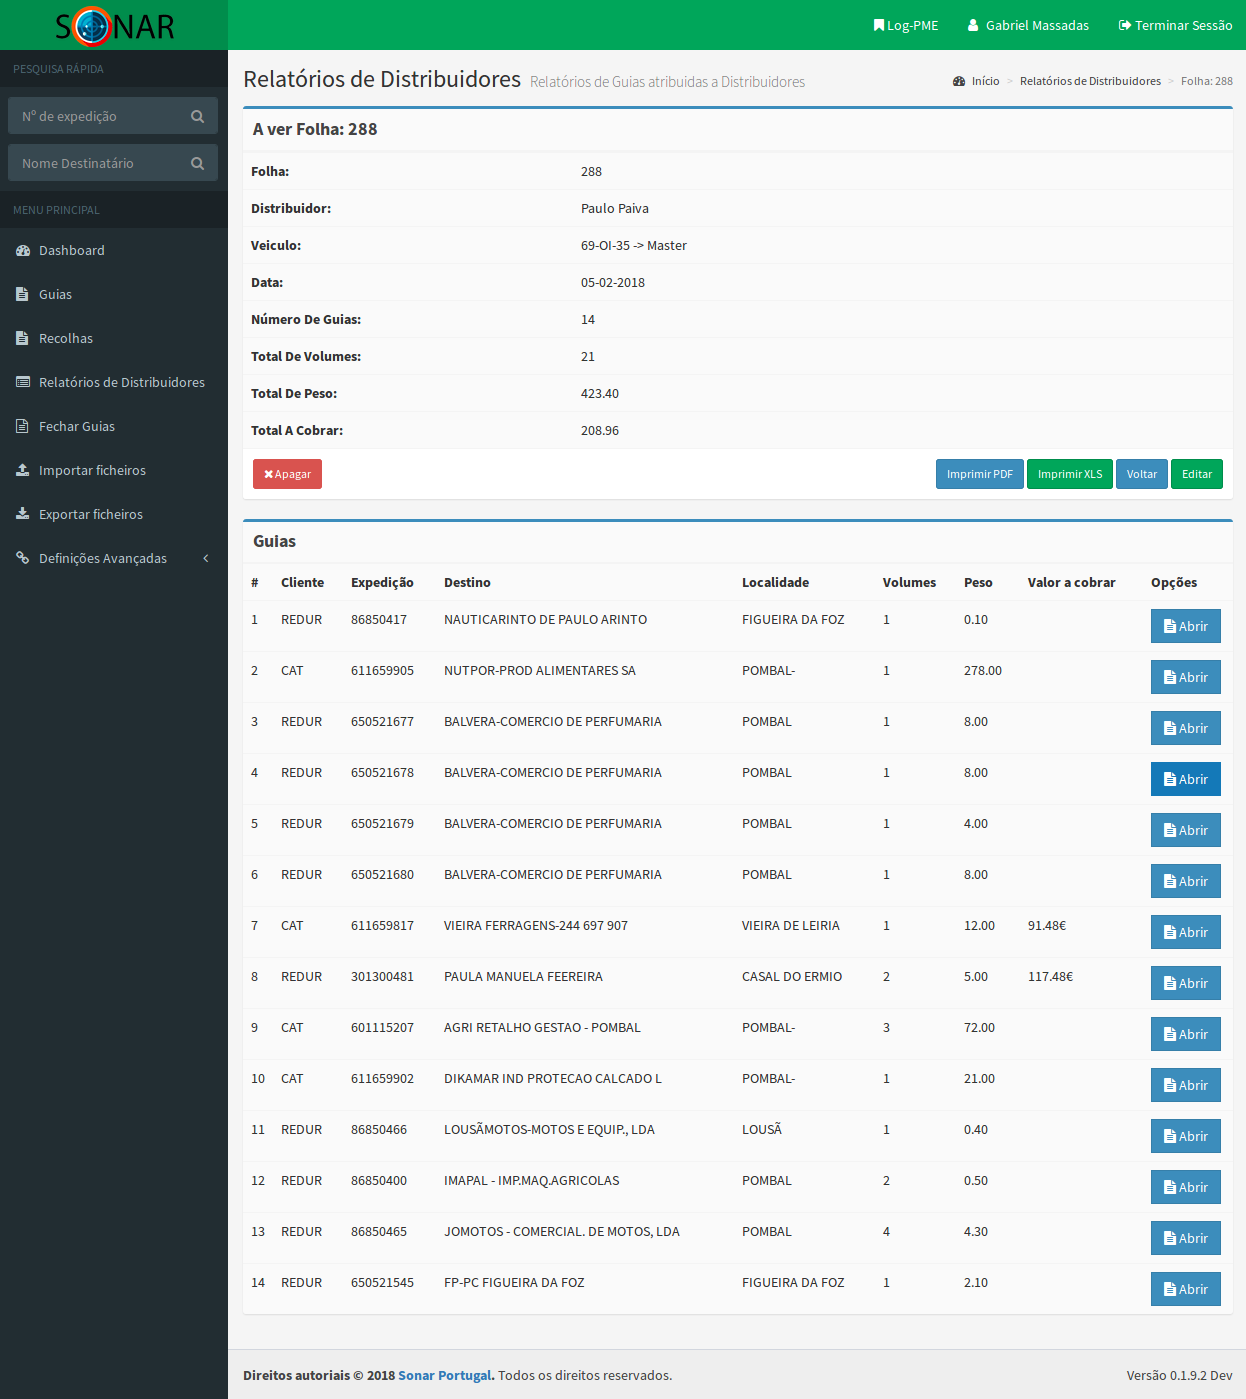 SONAR
Log-PME Gabriel Massadas Terminar Sessão
PESQUISA RÁPIDA
Nº de expedição
Nome Destinatário
MENU PRINCIPAL
Dashboard
Guias
Recolhas
Relatórios de Distribuidores
Fechar Guias
Importar ficheiros
Exportar ficheiros
Definições Avançadas
Relatórios de Distribuidores Relatórios de Guias atribuidas a Distribuidores
Início > Relatórios de Distribuidores > Folha: 288
A ver Folha: 288
Folha: 288
Distribuidor: Paulo Paiva
Veiculo: 69-OI-35 -> Master
Data: 05-02-2018
Número De Guias: 14
Total De Volumes: 21
Total De Peso: 423.40
Total A Cobrar: 208.96
Apagar Imprimir PDF Imprimir XLS Voltar Editar
Guias
# Cliente Expedição Destino Localidade Volumes Peso Valor a cobrar Opções
1 REDUR 86850417 NAUTICARINTO DE PAULO ARINTO FIGUEIRA DA FOZ 1 0.10 Abrir
2 CAT 611659905 NUTPOR-PROD ALIMENTARES SA POMBAL- 1 278.00 Abrir
3 REDUR 650521677 BALVERA-COMERCIO DE PERFUMARIA POMBAL 1 8.00 Abrir
4 REDUR 650521678 BALVERA-COMERCIO DE PERFUMARIA POMBAL 1 8.00 Abrir
5 REDUR 650521679 BALVERA-COMERCIO DE PERFUMARIA POMBAL 1 4.00 Abrir
6 REDUR 650521680 BALVERA-COMERCIO DE PERFUMARIA POMBAL 1 8.00 Abrir
7 CAT 611659817 VIEIRA FERRAGENS-244 697 907 VIEIRA DE LEIRIA 1 12.00 91.48€ Abrir
8 REDUR 301300481 PAULA MANUELA FEEREIRA CASAL DO ERMIO 2 5.00 117.48€ Abrir
9 CAT 601115207 AGRI RETALHO GESTAO - POMBAL POMBAL- 3 72.00 Abrir
10 CAT 611659902 DIKAMAR IND PROTECAO CALCADO L POMBAL- 1 21.00 Abrir
11 REDUR 86850466 LOUSÃMOTOS-MOTOS E EQUIP., LDA LOUSÃ 1 0.40 Abrir
12 REDUR 86850400 IMAPAL - IMP.MAQ.AGRICOLAS POMBAL 2 0.50 Abrir
13 REDUR 86850465 JOMOTOS - COMERCIAL. DE MOTOS, LDA POMBAL 4 4.30 Abrir
14 REDUR 650521545 FP-PC FIGUEIRA DA FOZ FIGUEIRA DA FOZ 1 2.10 Abrir
Direitos autoriais © 2018 Sonar Portugal. Todos os direitos reservados. Versão 0.1.9.2 Dev